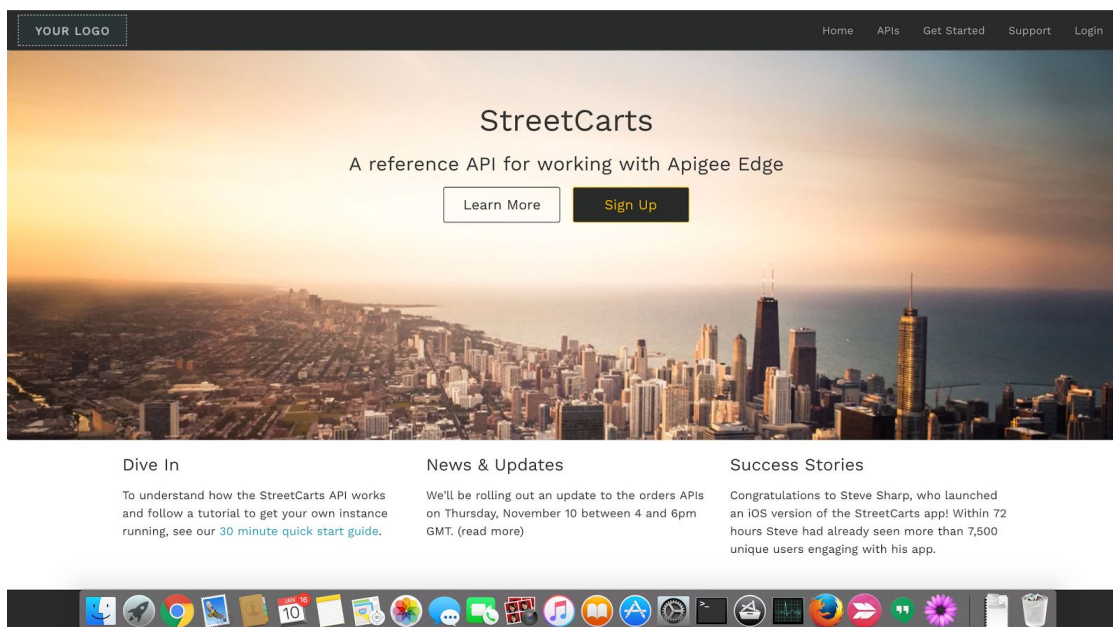 YOUR LOGO
Home APIs Get Started Support Login
StreetCarts
A reference API for working with Apigee Edge
Learn More Sign Up
Dive In
To understand how the StreetCarts API works
and follow a tutorial to get your own instance
running, see our 30 minute quick start guide.
News & Updates
We'll be rolling out an update to the orders APIs
on Thursday, November 10 between 4 and 6pm
GMT. (read more)
Success Stories
Congratulations to Steve Sharp, who launched
an iOS version of the StreetCarts app! Within 72
hours Steve had already seen more than 7,500
unique users engaging with his app.
JAN 16
10